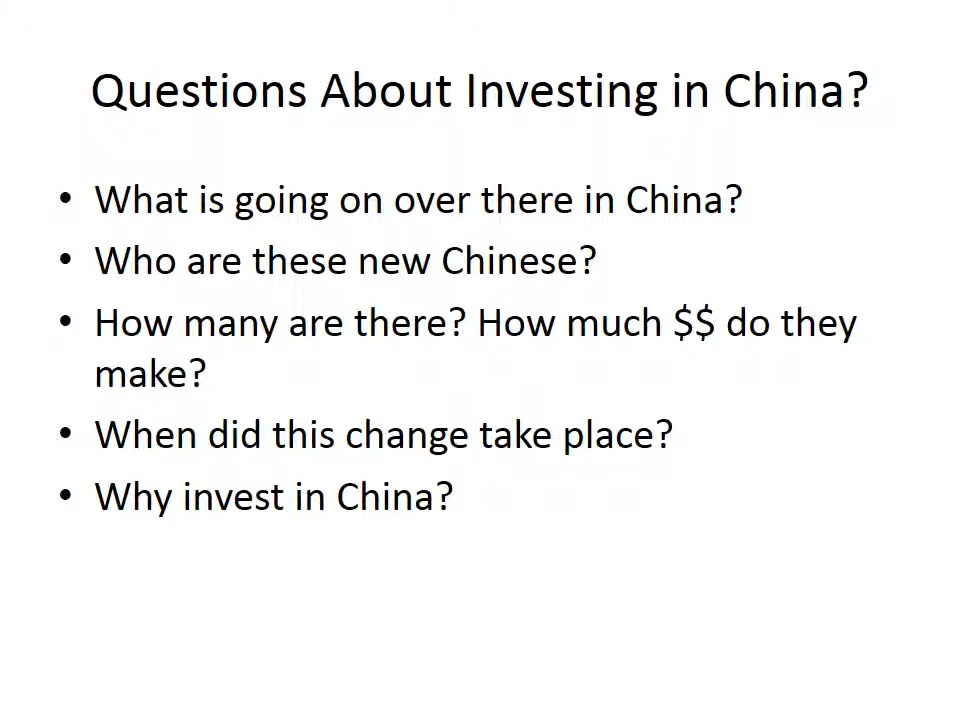 Questions About Investing in China?
• What is going on over there in China?
• Who are these new Chinese?
• How many are there? How much $$ do they
make?
• When did this change take place?
• Why invest in China?